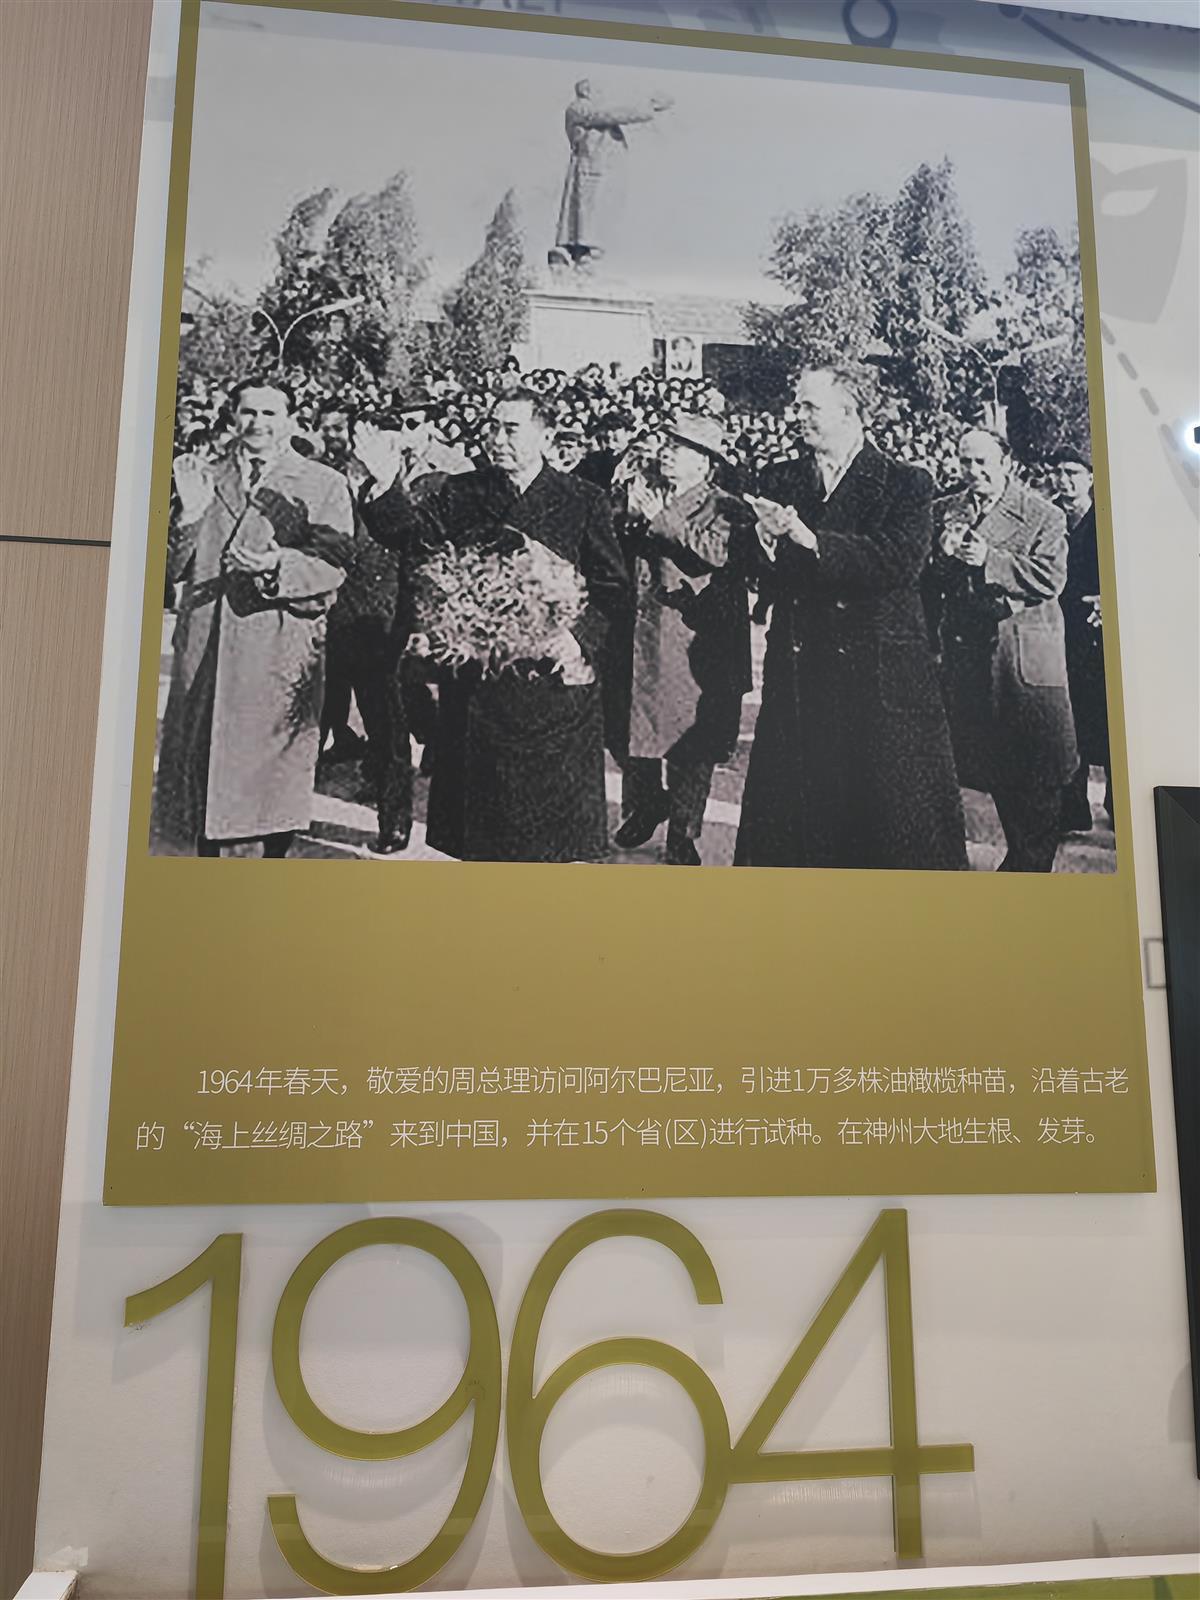 1964年春天，敬爱的周总理访问阿尔巴尼亚，引进1万多株油橄榄种苗，沿着古老
的“海上丝绸之路”来到中国，并在15个省(区)进行试种。在神州大地生根、发芽。
1964